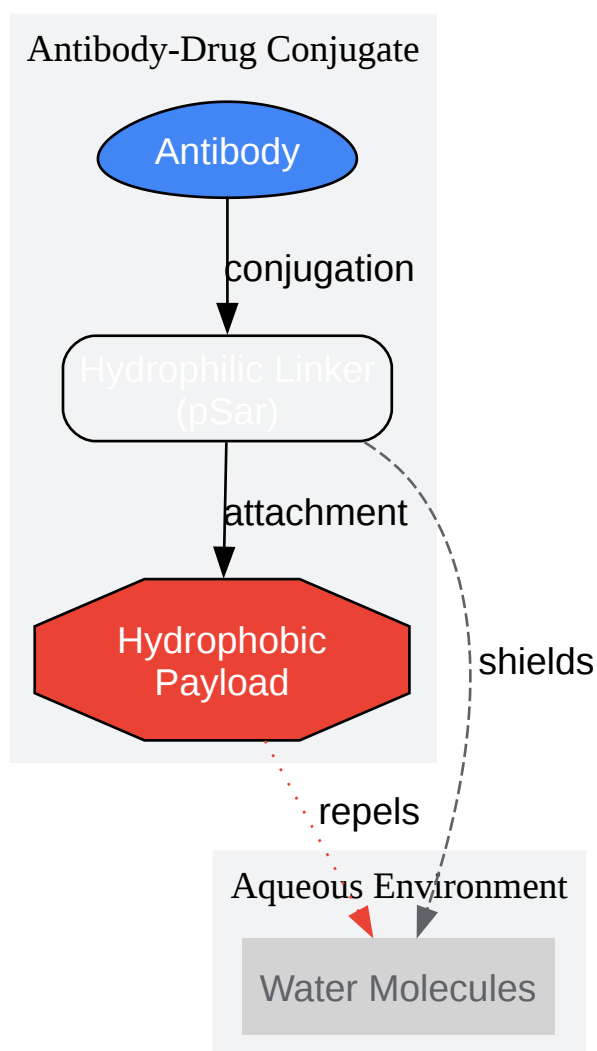 Antibody-Drug Conjugate
Antibody
conjugation
Hydrophilic Linker
(pSar)
attachment
Hydrophobic
Payload
shields
repels
Aqueous Environment
Water Molecules